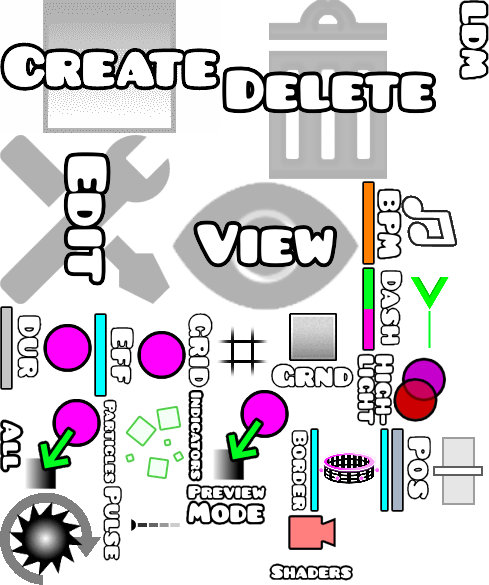 CREATE
DELETE
LDM
EDIT
VIEW
BPM
DASH
DUR
EFF
GRID
GRND
HIGH-
LIGHT
ALL
PARTICLES
INDICATORS
PREVIEW
MODE
BORDER
POS
PULSE
SHADERS